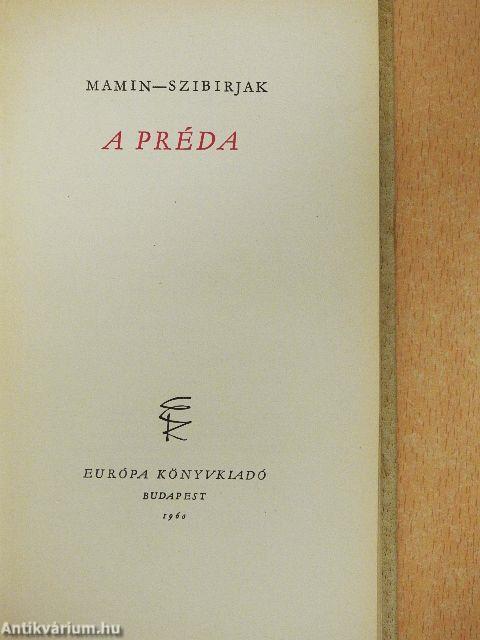 MAMIN—SZIBIRJAK
A PRÉDA
EURÓPA KÖNYVKIADÓ
BUDAPEST
1960
Antikvárium.hu